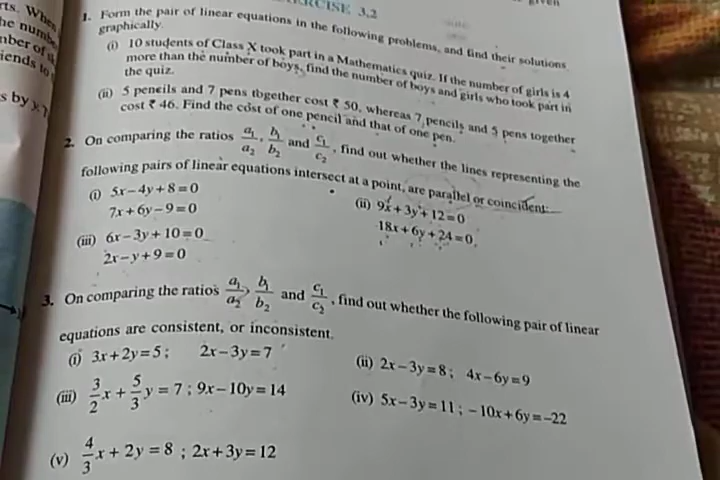 given
EXERCISE 3.2
1. Form the pair of linear equations in the following problems, and find their solutions
graphically.
(i) 10 students of Class X took part in a Mathematics quiz. If the number of girls is 4
more than the number of boys, find the number of boys and girls who took part in
the quiz.
(ii) 5 pencils and 7 pens together cost ₹ 50, whereas 7 pencils and 5 pens together
cost ₹ 46. Find the cost of one pencil and that of one pen.
2. On comparing the ratios a₁/a₂, b₁/b₂ and c₁/c₂, find out whether the lines representing the
following pairs of linear equations intersect at a point, are parallel or coincident:
(i) 5x – 4y + 8 = 0
7x + 6y – 9 = 0
(ii) 9x + 3y + 12 = 0
18x + 6y + 24 = 0
(iii) 6x – 3y + 10 = 0
2x – y + 9 = 0
3. On comparing the ratios a₁/a₂, b₁/b₂ and c₁/c₂, find out whether the following pair of linear
equations are consistent, or inconsistent.
(i) 3x + 2y = 5 ; 2x – 3y = 7
(ii) 2x – 3y = 8 ; 4x – 6y = 9
(iii) 3/2 x + 5/3 y = 7 ; 9x – 10y = 14
(iv) 5x – 3y = 11 ; – 10x + 6y = –22
(v) 4/3 x + 2y = 8 ; 2x + 3y = 12